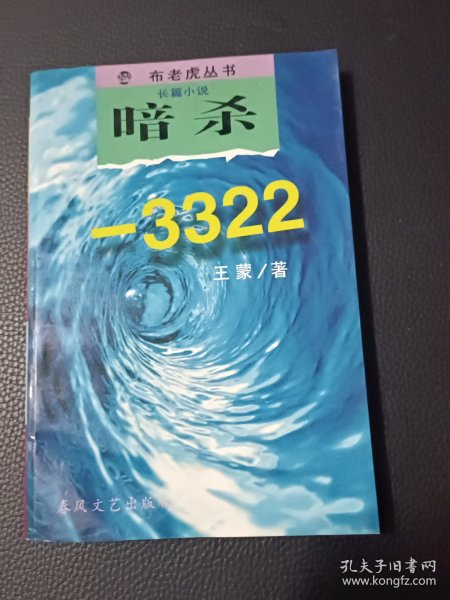 布老虎丛书
长篇小说
暗杀
-3322
王蒙/著
春风文艺出版
孔夫子旧书网
www.kongfz.com